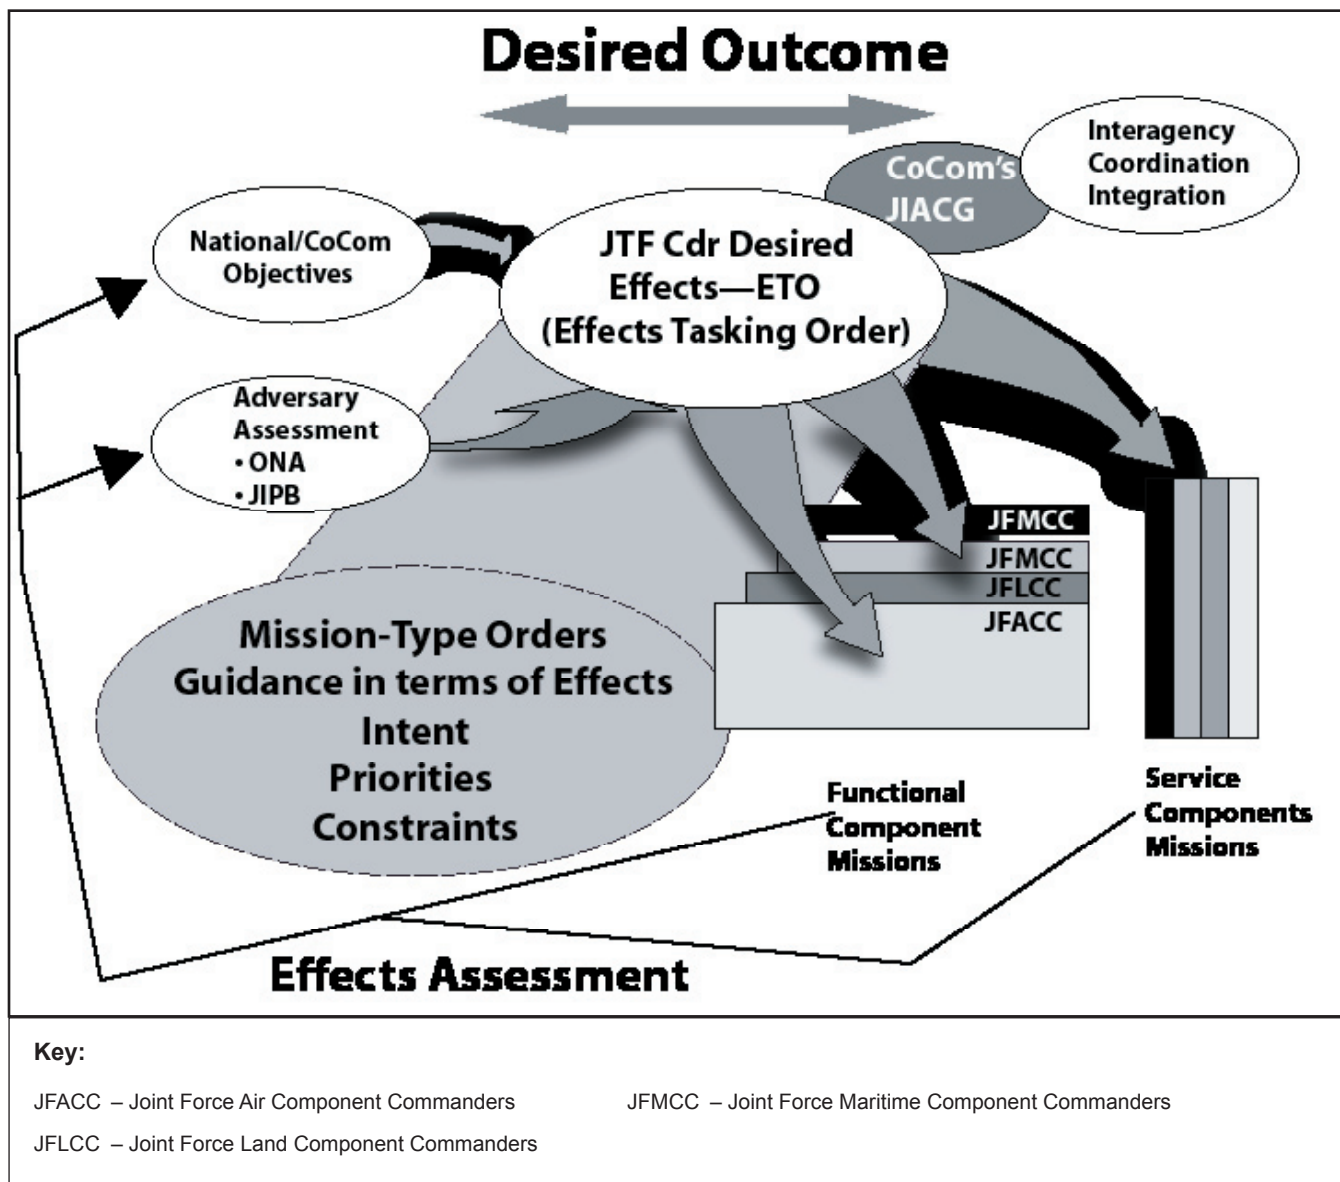 Desired Outcome
Interagency
Coordination
Integration
CoCom's
JIACG
National/CoCom
Objectives
JTF Cdr Desired
Effects—ETO
(Effects Tasking Order)
Adversary
Assessment
• ONA
• JIPB
JFMCC
JFMCC
JFLCC
JFACC
Mission-Type Orders
Guidance in terms of Effects
Intent
Priorities
Constraints
Functional
Component
Missions
Service
Components
Missions
Effects Assessment
Key:
JFACC – Joint Force Air Component Commanders
JFMCC – Joint Force Maritime Component Commanders
JFLCC – Joint Force Land Component Commanders